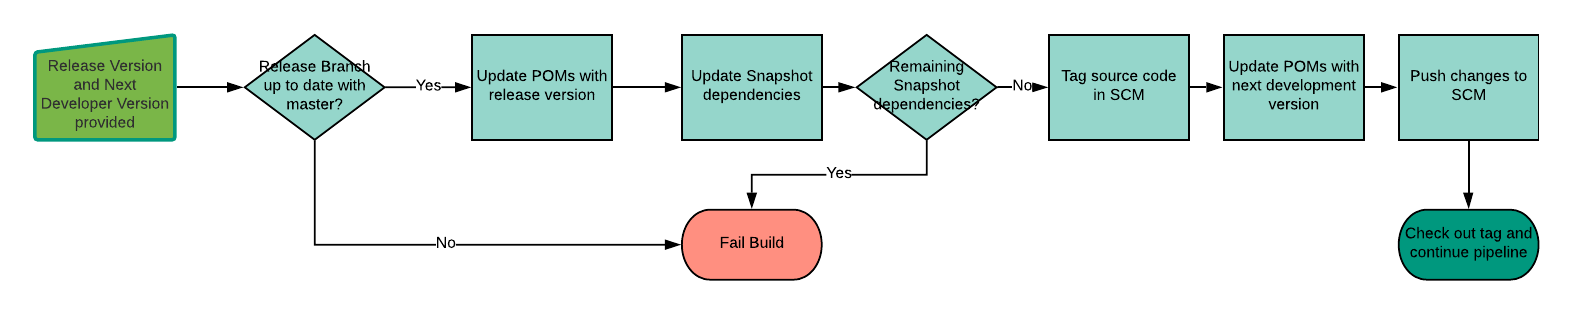 Release Version
and Next
Developer Version
provided
Release Branch
up to date with
master?
Yes
Update POMs with
release version
Update Snapshot
dependencies
Remaining
Snapshot
dependencies?
No
Tag source code
in SCM
Update POMs with
next development
version
Push changes to
SCM
Yes
No
Fail Build
Check out tag and
continue pipeline